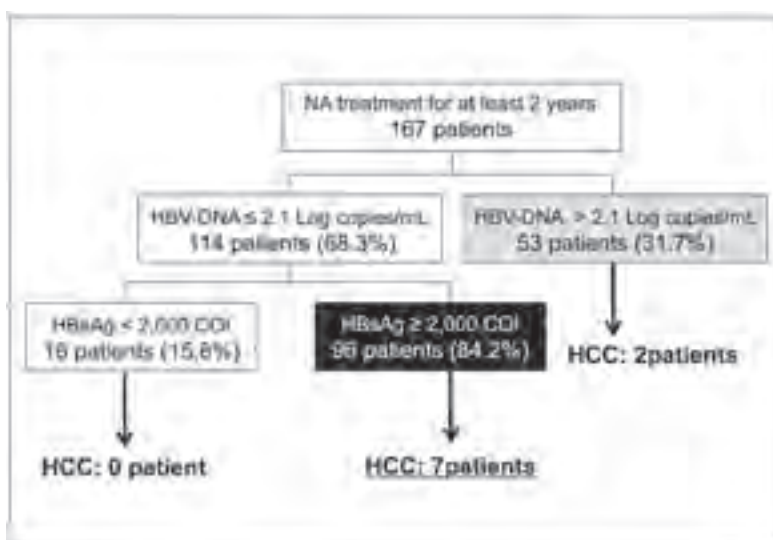 NA treatment for at least 2 years
167 patients
HBV-DNA ≤ 2.1 Log copies/mL
114 patients (68.3%)
HBV-DNA > 2.1 Log copies/mL
53 patients (31.7%)
HBsAg < 2,000 COI
18 patients (15.8%)
HBsAg ≥ 2,000 COI
96 patients (84.2%)
HCC: 2patients
HCC: 0 patient
HCC: 7patients